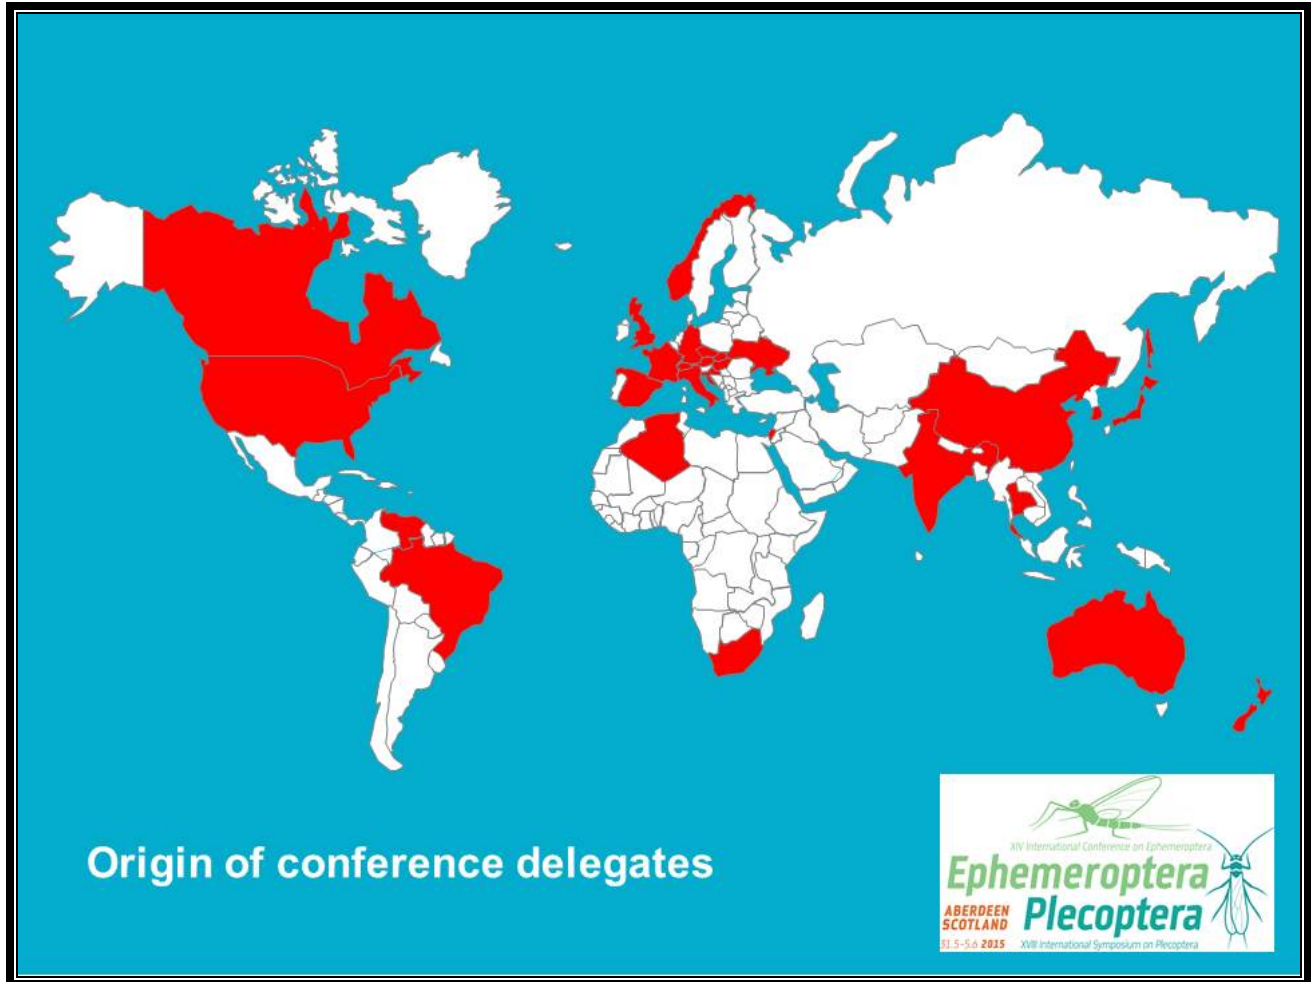 Origin of conference delegates
XIV International Conference on Ephemeroptera
Ephemeroptera
ABERDEEN
SCOTLAND
Plecoptera
31.5-5.6 2015
XVIII International Symposium on Plecoptera